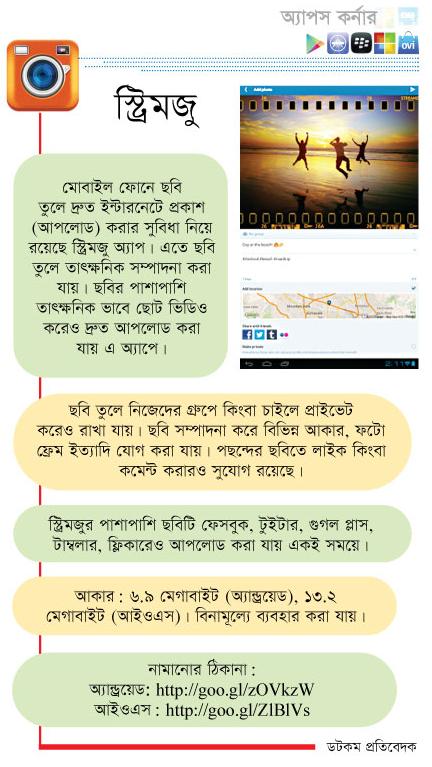 অ্যাপস কর্নার
ovi
স্ট্রিমজু
Add photo
মোবাইল ফোনে ছবি
তুলে দ্রুত ইন্টারনেটে প্রকাশ
(আপলোড) করার সুবিধা নিয়ে
রয়েছে স্ট্রিমজু অ্যাপ। এতে ছবি
তুলে তাৎক্ষনিক সম্পাদনা করা
যায়। ছবির পাশাপাশি
তাৎক্ষনিক ভাবে ছোট ভিডিও
করেও দ্রুত আপলোড করা
যায় এ অ্যাপে।
Add location
Share with friends
Make private
ছবি তুলে নিজেদের গ্রুপে কিংবা চাইলে প্রাইভেট
করেও রাখা যায়। ছবি সম্পাদনা করে বিভিন্ন আকার, ফটো
ফ্রেম ইত্যাদি যোগ করা যায়। পছন্দের ছবিতে লাইক কিংবা
কমেন্ট করারও সুযোগ রয়েছে।
স্ট্রিমজুর পাশাপাশি ছবিটি ফেসবুক, টুইটার, গুগল প্লাস,
টাম্বলার, ফ্লিকারেও আপলোড করা যায় একই সময়ে।
আকার : ৬.৯ মেগাবাইট (অ্যান্ড্রয়েড), ১৩.২
মেগাবাইট (আইওএস)। বিনামূল্যে ব্যবহার করা যায়।
নামানোর ঠিকানা :
অ্যান্ড্রয়েড: http://goo.gl/zOVkzW
আইওএস : http://goo.gl/ZlBlVs
ডটকম প্রতিবেদক